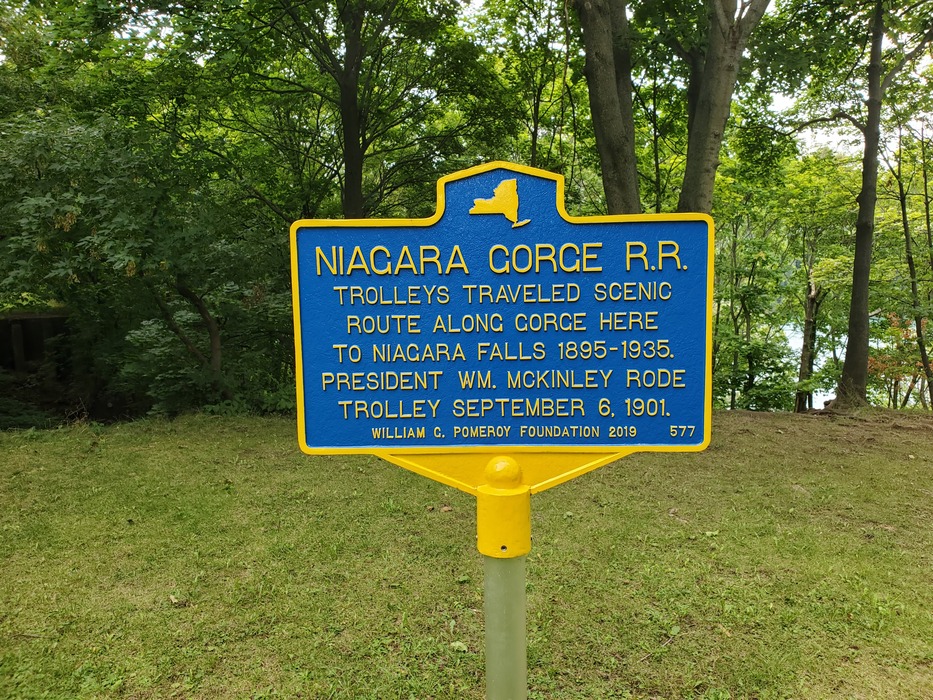 NIAGARA GORGE R.R.
TROLLEYS TRAVELED SCENIC
ROUTE ALONG GORGE HERE
TO NIAGARA FALLS 1895-1935.
PRESIDENT WM. MCKINLEY RODE
TROLLEY SEPTEMBER 6, 1901.
WILLIAM G. POMEROY FOUNDATION 2019 577